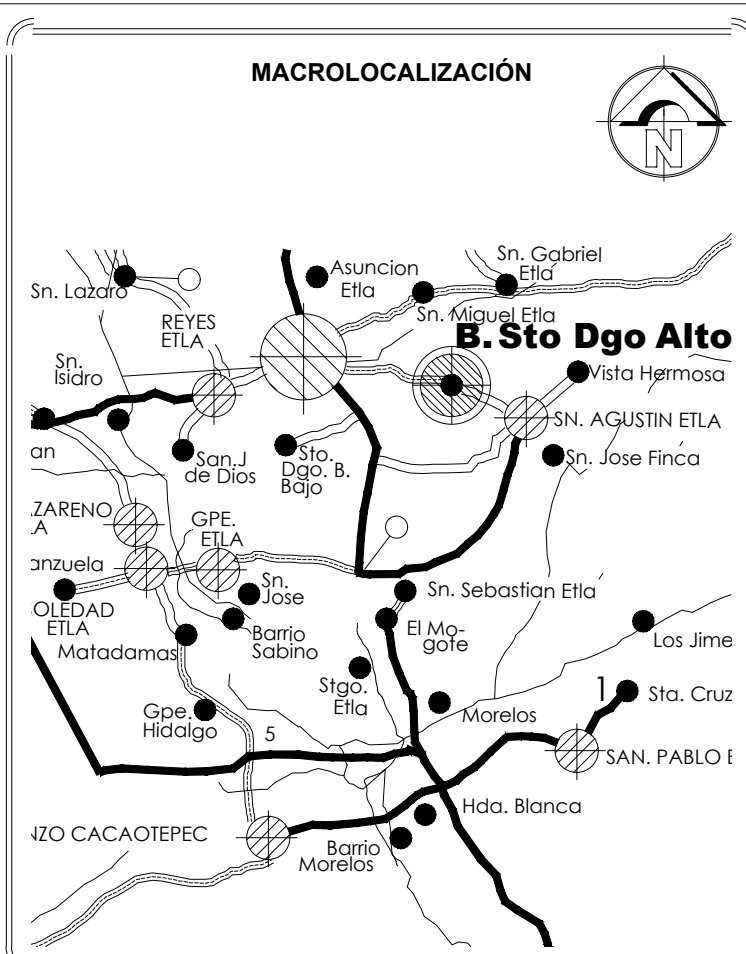 MACROLOCALIZACIÓN
N
Sn. Gabriel
Etla
Asuncion
Etla
Sn. Lazaro
Sn. Miguel Etla
REYES
ETLA
B. Sto Dgo Alto
Sn.
Isidro
Vista Hermosa
SN. AGUSTIN ETLA
an
San.J
de Dios
Sto.
Dgo. B.
Bajo
Sn. Jose Finca
ZARENO
LA
GPE.
ETLA
anzuela
Sn.
Jose
Sn. Sebastian Etla
OLEDAD
ETLA
Barrio
Sabino
El Mo-
gote
Matadamas
Los Jime
Stgo.
Etla
1
Sta. Cruz
Gpe.
Hidalgo
Morelos
5
SAN. PABLO E
Hda. Blanca
NZO CACAOTEPEC
Barrio
Morelos